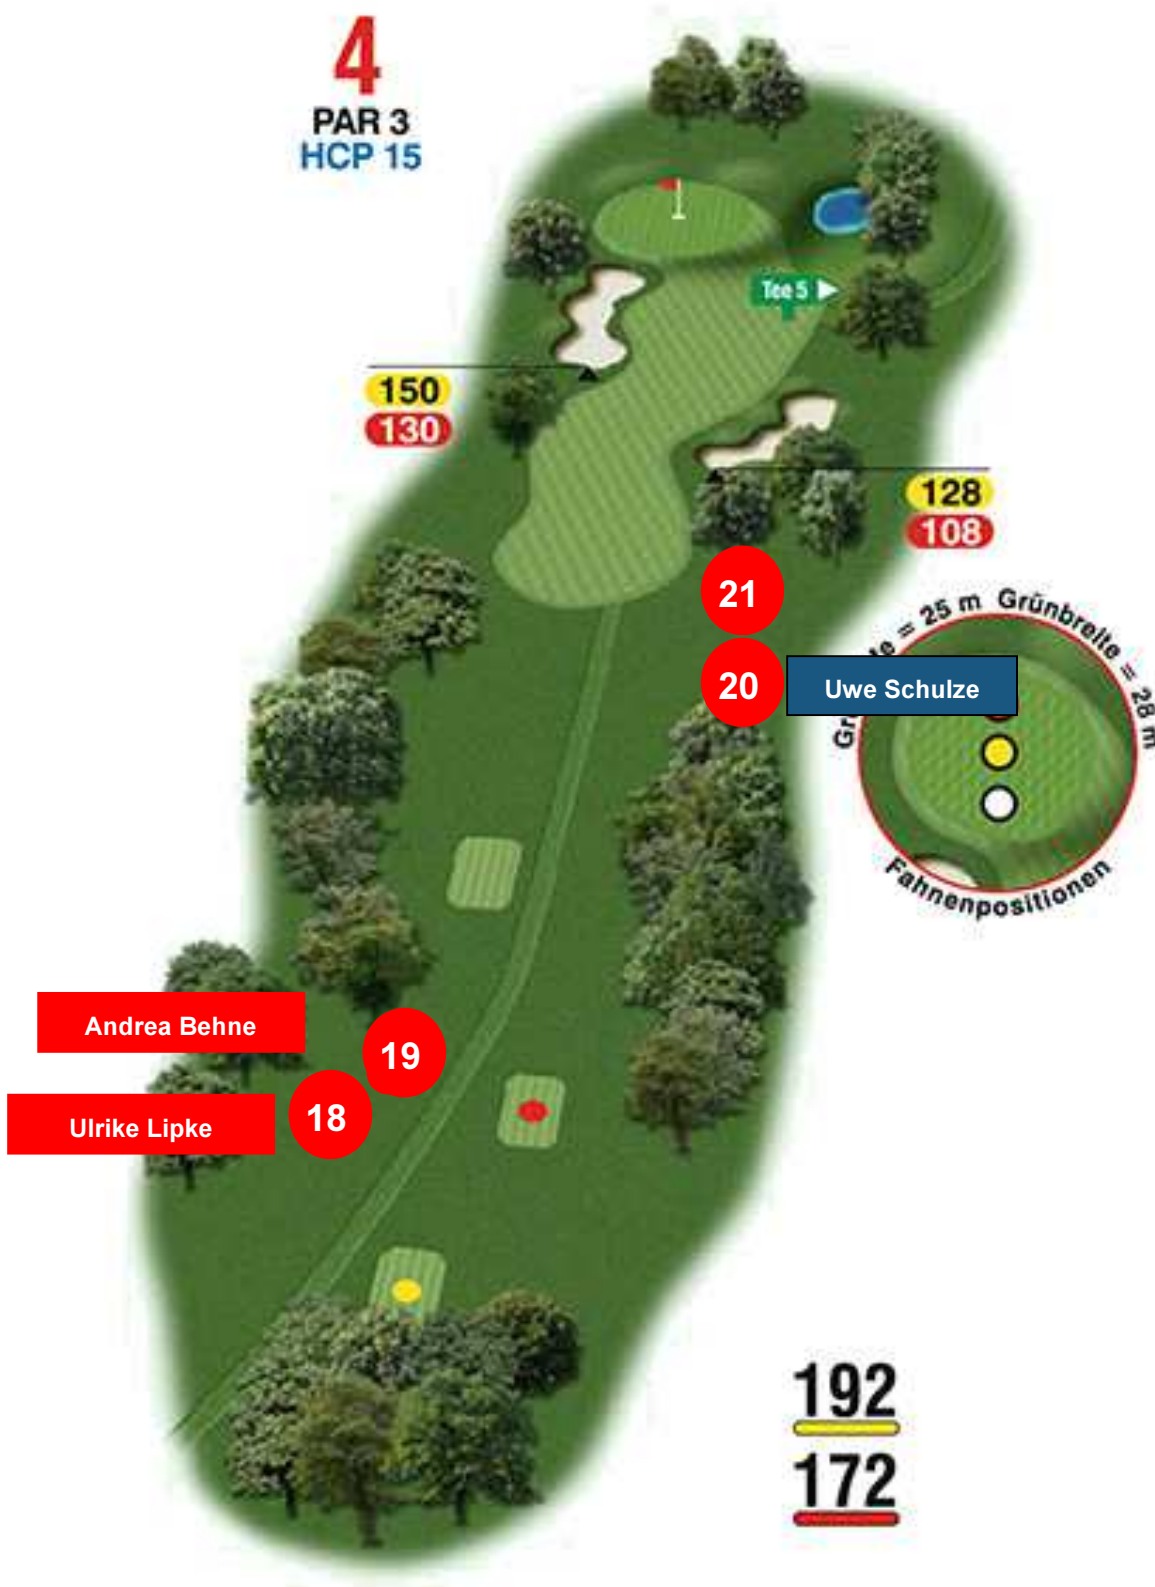 4
PAR 3
HCP 15
Tee 5
150
130
128
108
21
20
Uwe Schulze
te = 25 m Grünbreite = 28 m
Fahnenpositionen
Andrea Behne
19
Ulrike Lipke
18
192
172